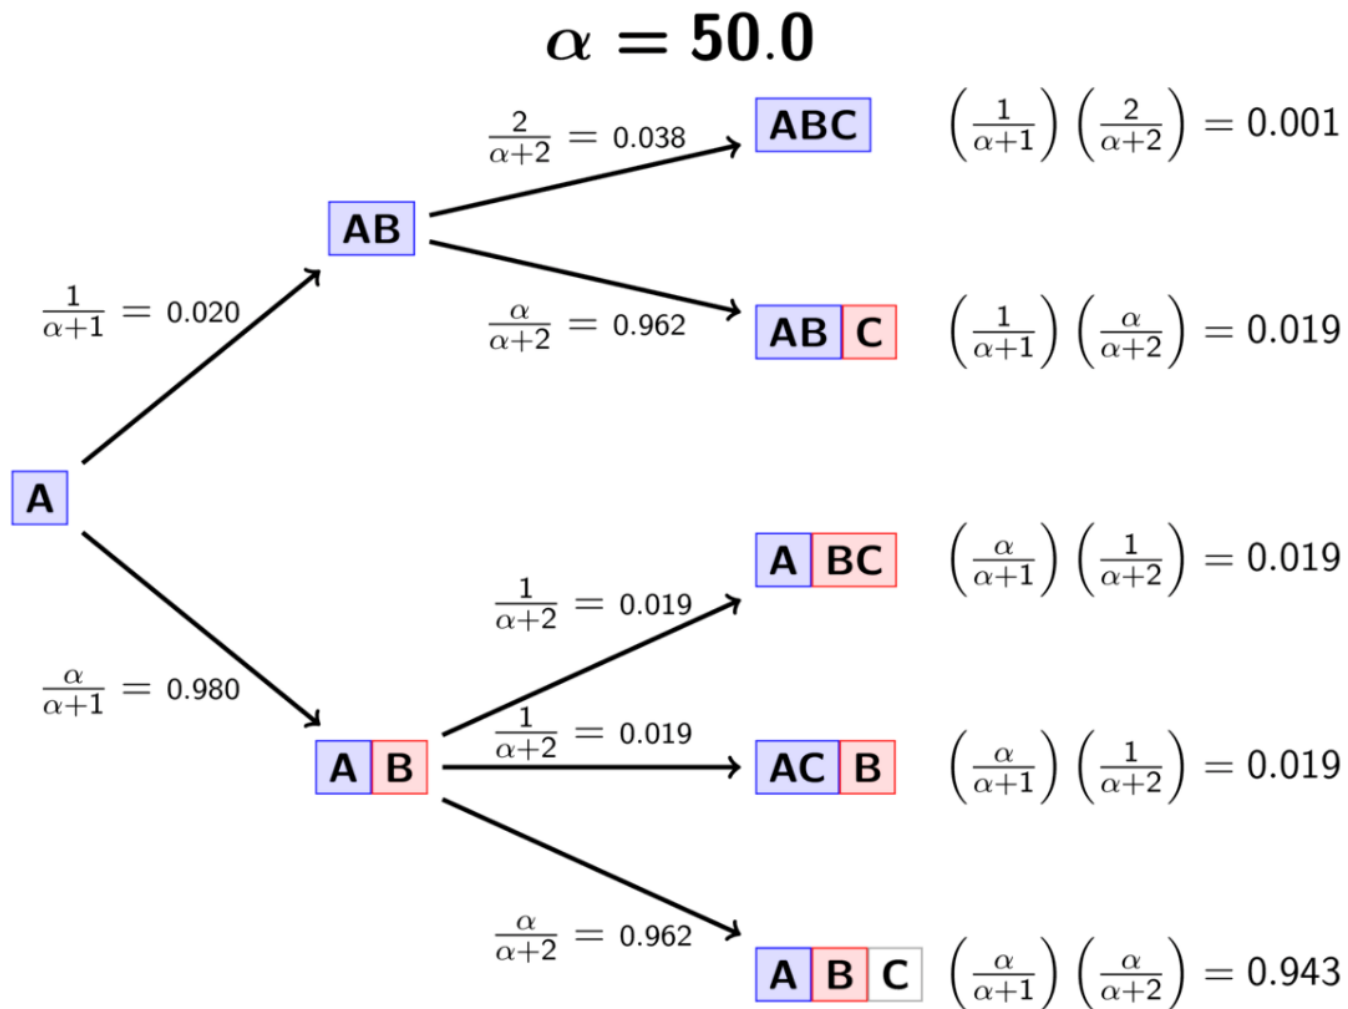 α = 50.0
2/(α+2) = 0.038
ABC
(1/(α+1)) (2/(α+2)) = 0.001
AB
1/(α+1) = 0.020
α/(α+2) = 0.962
AB C
(1/(α+1)) (α/(α+2)) = 0.019
A
1/(α+2) = 0.019
A BC
(α/(α+1)) (1/(α+2)) = 0.019
α/(α+1) = 0.980
A B
1/(α+2) = 0.019
AC B
(α/(α+1)) (1/(α+2)) = 0.019
α/(α+2) = 0.962
A B C
(α/(α+1)) (α/(α+2)) = 0.943